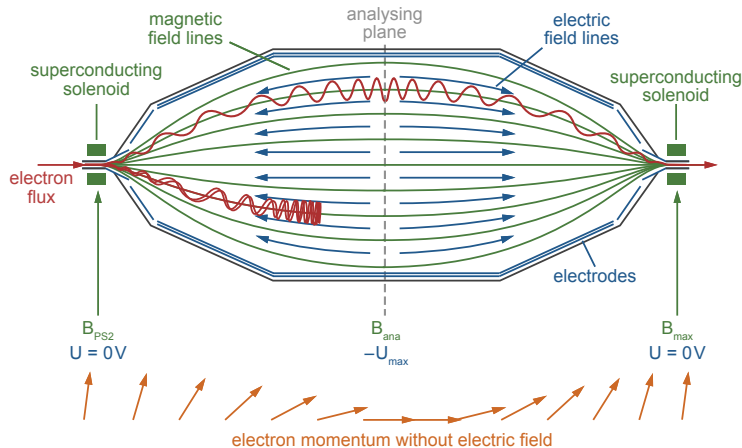 magnetic
field lines
analysing
plane
electric
field lines
superconducting
solenoid
superconducting
solenoid
electron
flux
electrodes
B_PS2
U = 0V
B_ana
−U_max
B_max
U = 0V
electron momentum without electric field